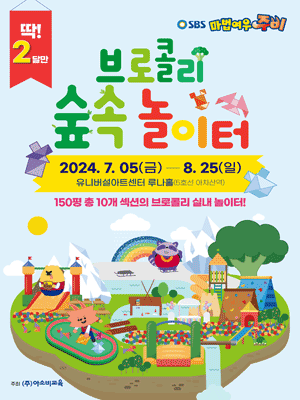 딱!
2달만
SBS 마법여우 쥬비
브로콜리
숲속 놀이터
2024. 7. 05(금) 8. 25(일)
유니버설아트센터 루나홀(5호선 아차산역)
150평 총 10개 섹션의 브로콜리 실내 놀이터!
주최 (주)아소비교육